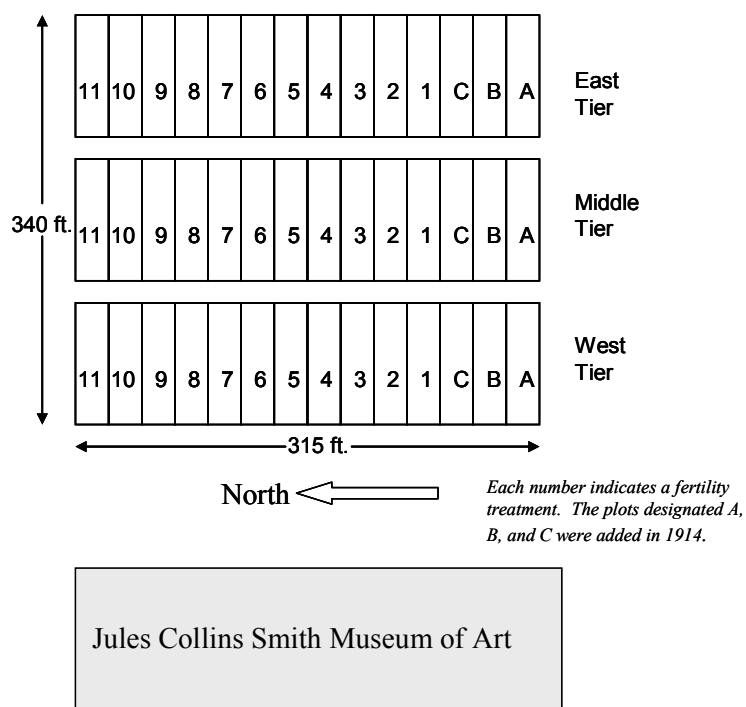 11 10 9 8 7 6 5 4 3 2 1 C B A
East
Tier
11 10 9 8 7 6 5 4 3 2 1 C B A
Middle
Tier
340 ft.
11 10 9 8 7 6 5 4 3 2 1 C B A
West
Tier
315 ft.
North
Each number indicates a fertility
treatment. The plots designated A,
B, and C were added in 1914.
Jules Collins Smith Museum of Art